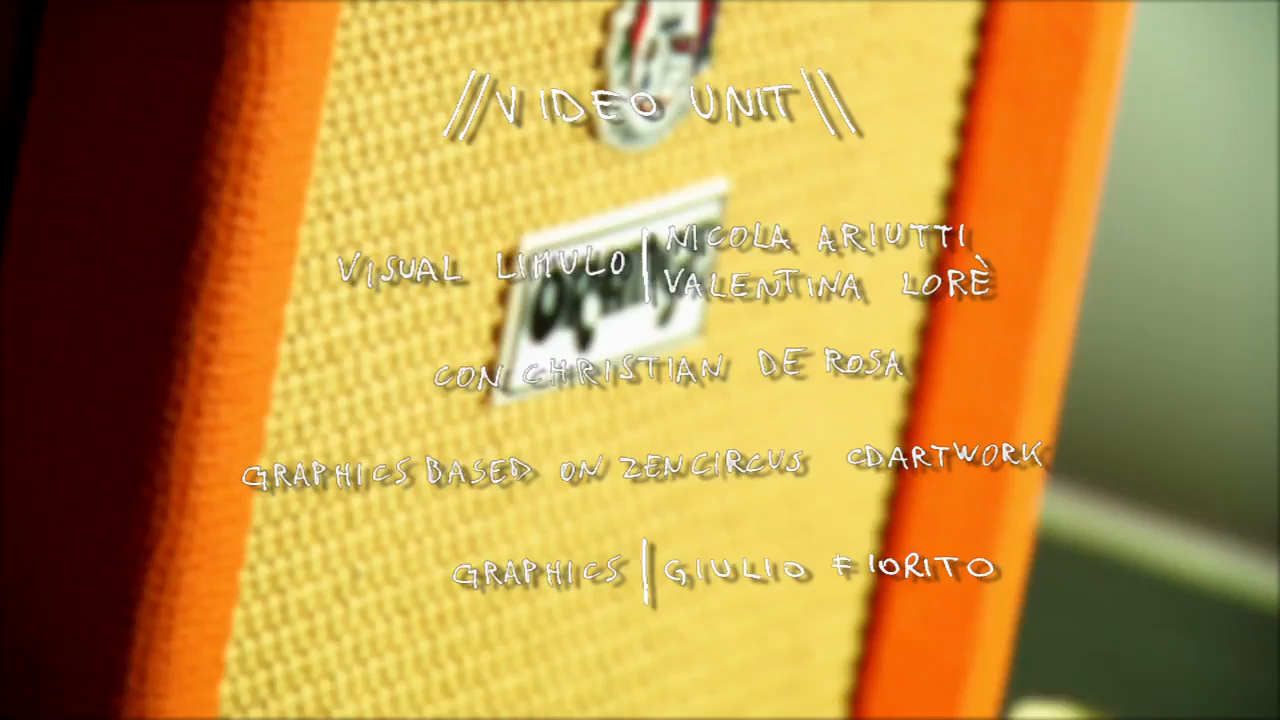 //VIDEO UNIT\\
VISUAL LIMULO | NICOLA ARIUTTI
VALENTINA LORÈ
CON CHRISTIAN DE ROSA
GRAPHICS BASED ON ZENCIRCUS CDARTWORK
GRAPHICS | GIULIO FIORITO